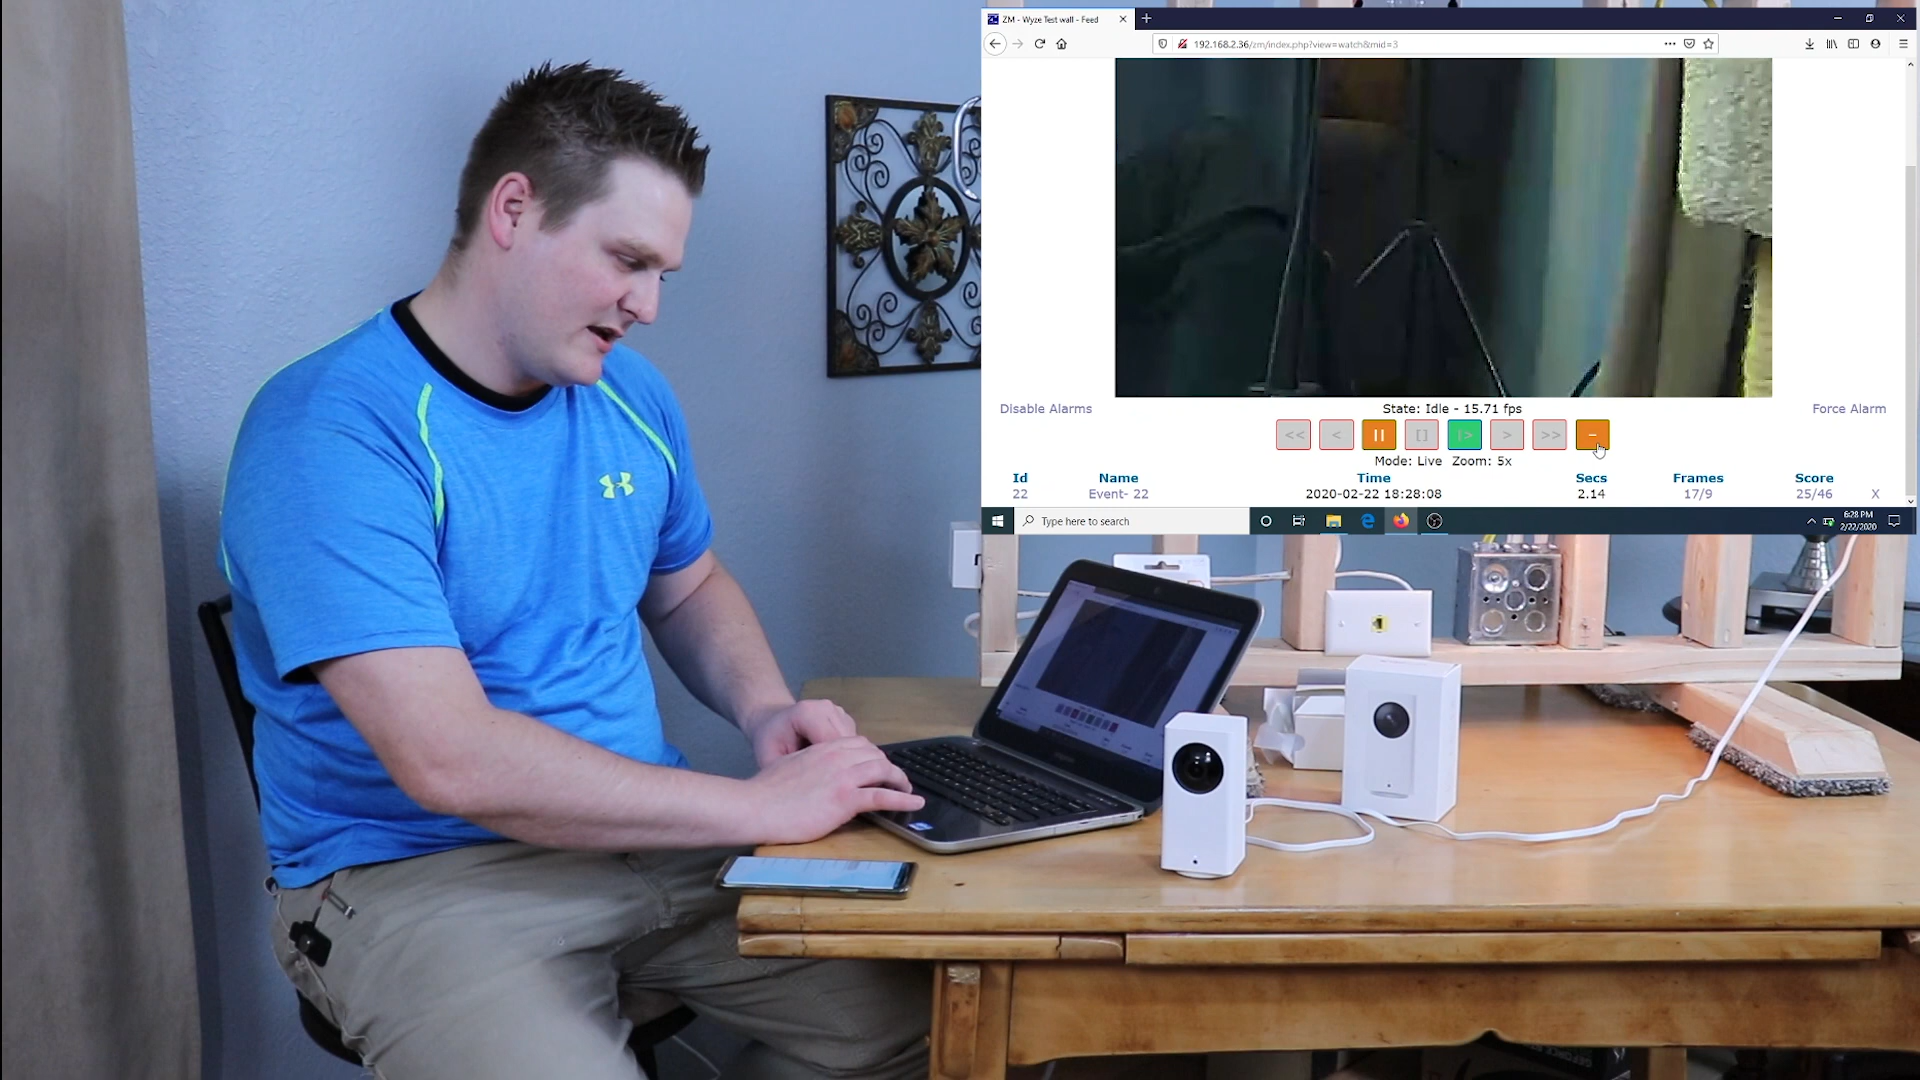 ZM - Wyze Test wall - Feed
192.168.2.36/zm/index.php?view=watch&mid=3
Disable Alarms
State: Idle - 15.71 fps
Force Alarm
<< < || [] |> > >> –
Mode: Live Zoom: 5x
Id Name Time Secs Frames Score
22 Event- 22 2020-02-22 18:28:08 2.14 17/9 25/46 X
Type here to search
6:28 PM
2/22/2020